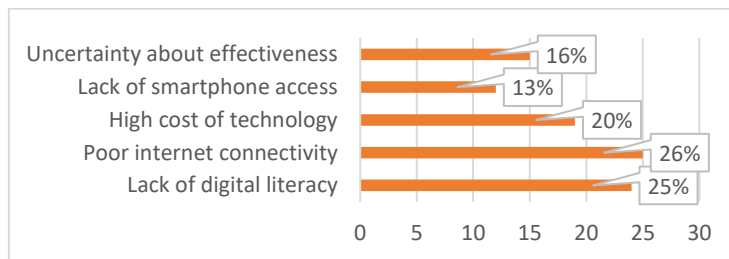 Uncertainty about effectiveness 16%
Lack of smartphone access 13%
High cost of technology 20%
Poor internet connectivity 26%
Lack of digital literacy 25%
0 5 10 15 20 25 30